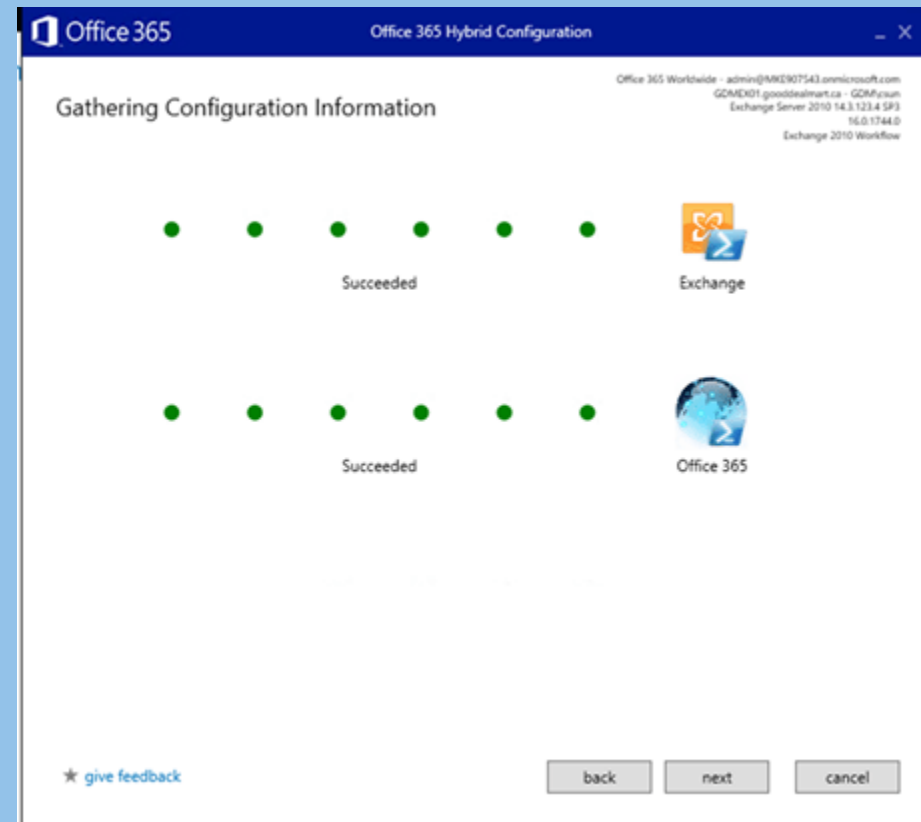 Office 365
Office 365 Hybrid Configuration
Office 365 Worldwide - admin@MKE907543.onmicrosoft.com
GDMEX01.gooddealmart.ca - GDM\csun
Exchange Server 2010 14.3.123.4 SP3
16.0.1744.0
Exchange 2010 Workflow
Gathering Configuration Information
Succeeded
Exchange
Succeeded
Office 365
give feedback
back
next
cancel